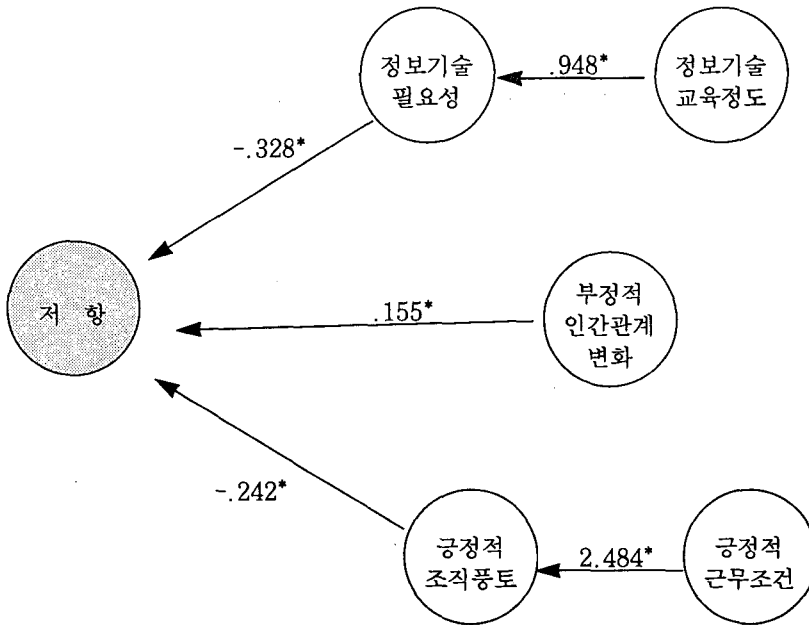 정보기술
필요성
.948*
정보기술
교육정도
-.328*
저 항
.155*
부정적
인간관계
변화
-.242*
긍정적
조직풍토
2.484*
긍정적
근무조건